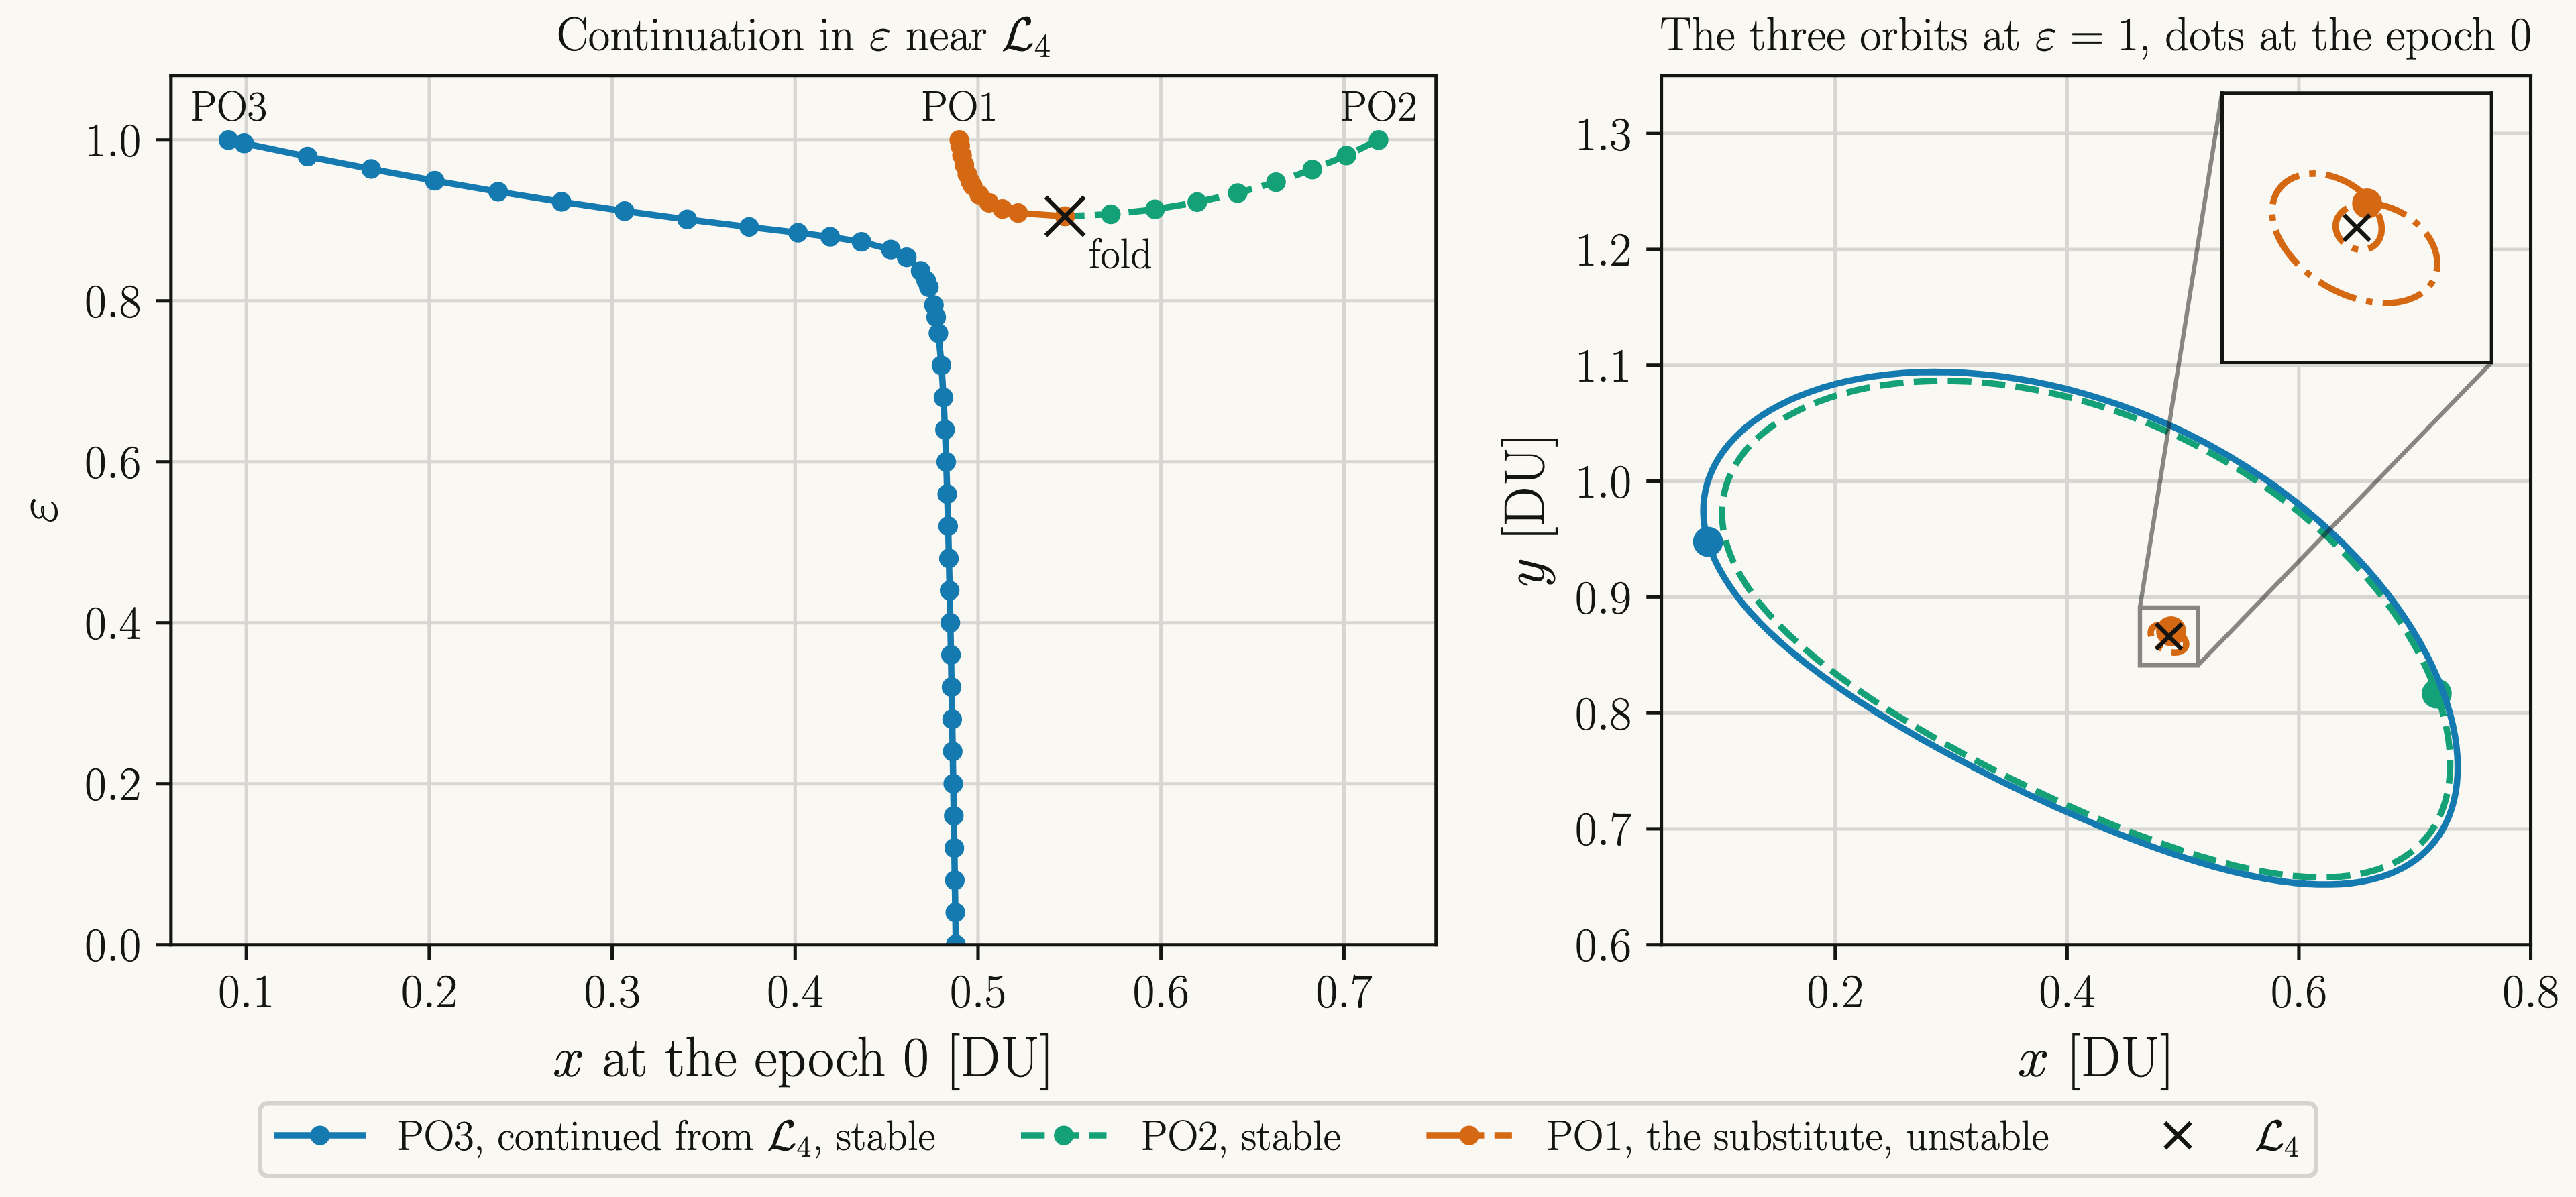 Continuation in ε near ℒ₄
PO3
PO1
PO2
fold
1.0
0.8
0.6
0.4
0.2
0.0
ε
0.1 0.2 0.3 0.4 0.5 0.6 0.7
x at the epoch 0 [DU]
The three orbits at ε = 1, dots at the epoch 0
1.3
1.2
1.1
1.0
0.9
0.8
0.7
0.6
y [DU]
0.2 0.4 0.6 0.8
x [DU]
PO3, continued from ℒ₄, stable PO2, stable PO1, the substitute, unstable ℒ₄